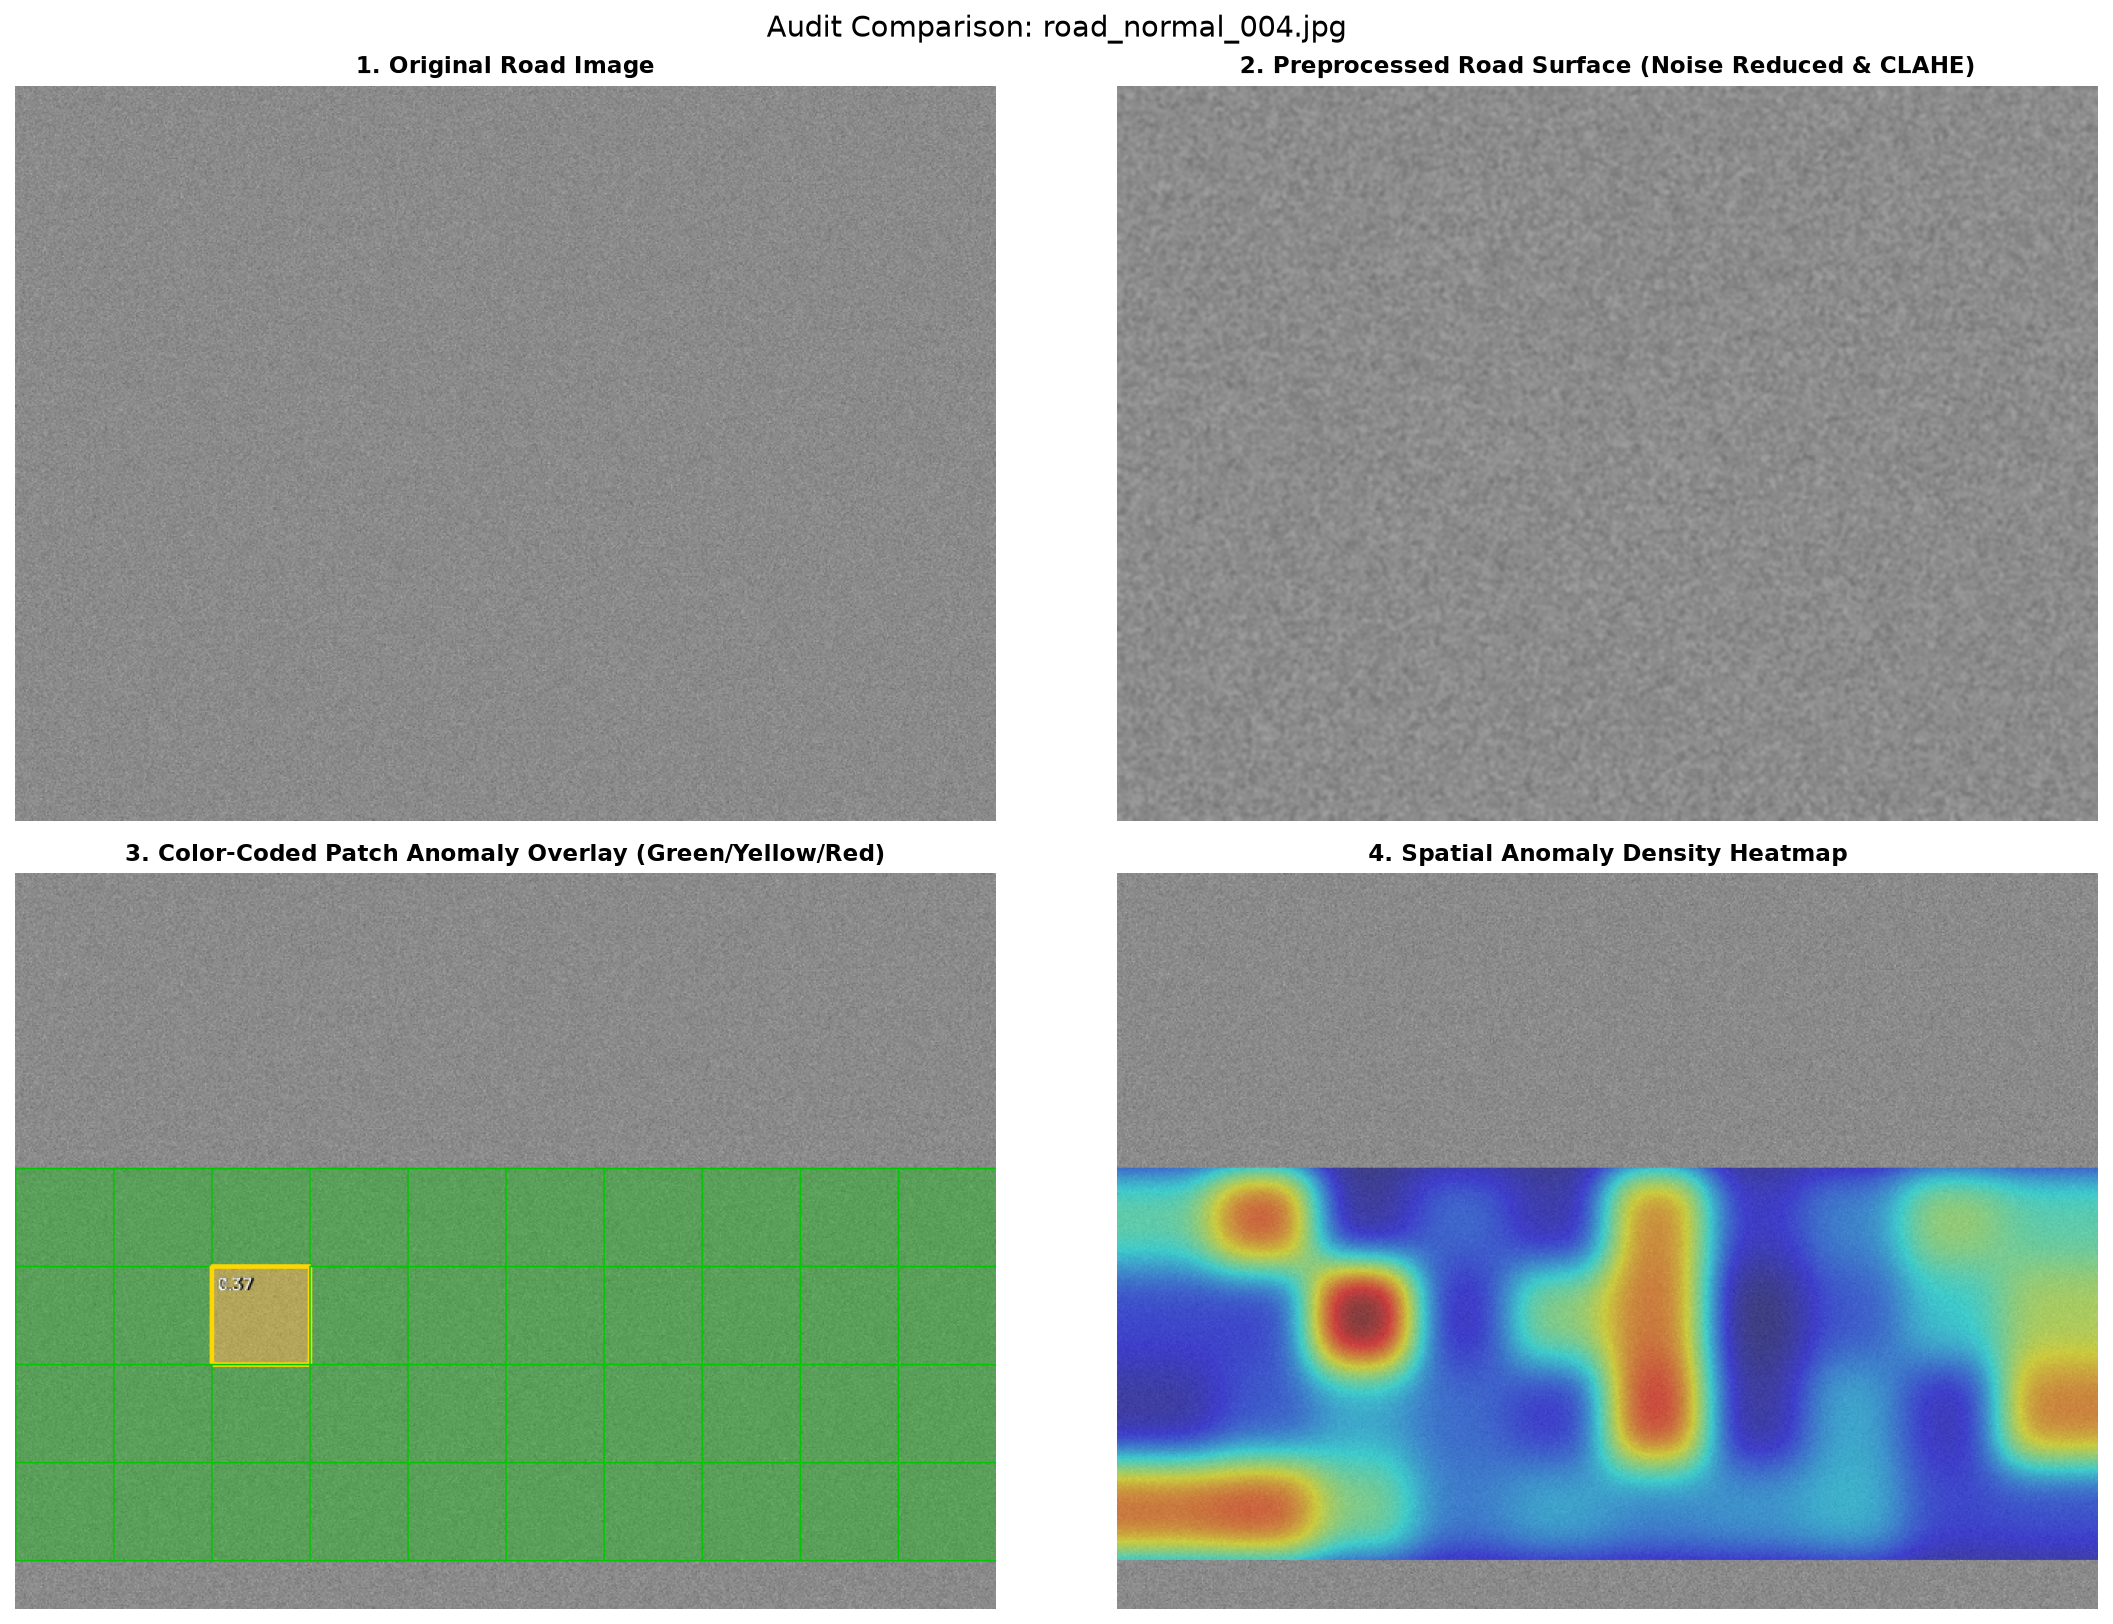 Audit Comparison: road_normal_004.jpg
1. Original Road Image
2. Preprocessed Road Surface (Noise Reduced & CLAHE)
3. Color-Coded Patch Anomaly Overlay (Green/Yellow/Red)
4. Spatial Anomaly Density Heatmap
0.37